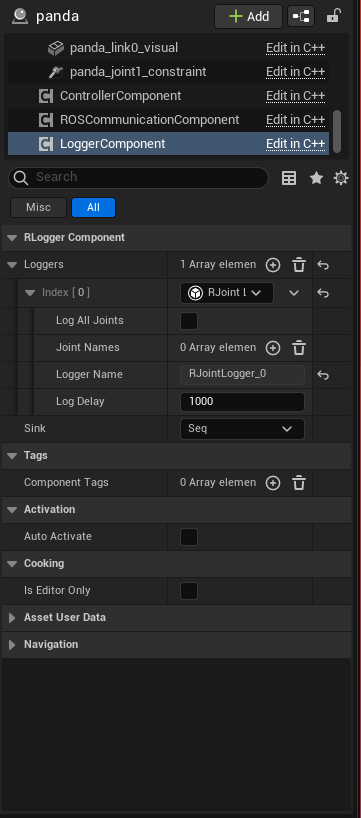 panda
+ Add
panda_link0_visual Edit in C++
panda_joint1_constraint Edit in C++
ControllerComponent Edit in C++
ROSCommunicationComponent Edit in C++
LoggerComponent Edit in C++
Search
Misc All
RLogger Component
Loggers 1 Array elemen
Index [ 0 ] RJoint L
Log All Joints
Joint Names 0 Array elemen
Logger Name RJointLogger_0
Log Delay 1000
Sink Seq
Tags
Component Tags 0 Array elemen
Activation
Auto Activate
Cooking
Is Editor Only
Asset User Data
Navigation